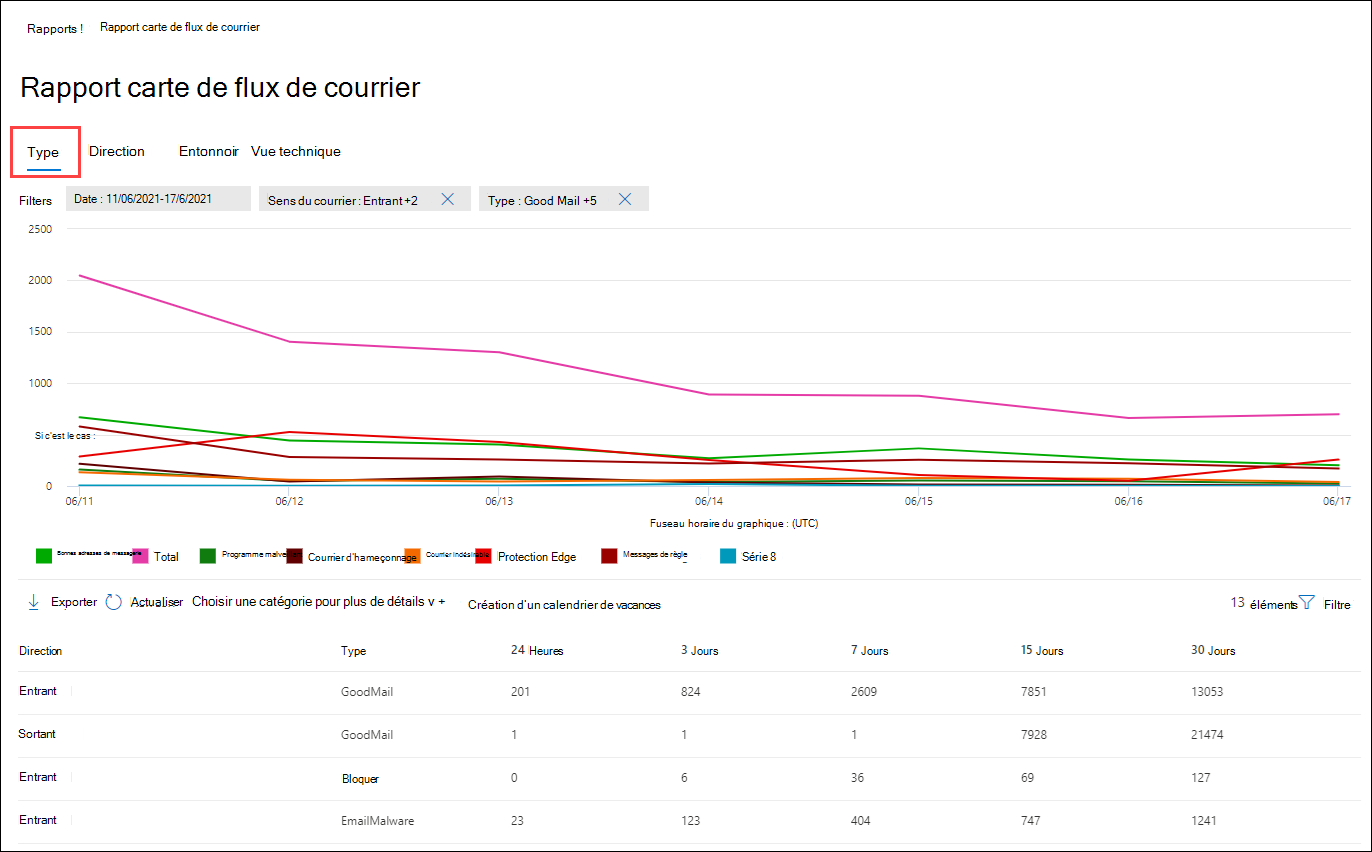 Rapports ! Rapport carte de flux de courrier
Rapport carte de flux de courrier
Type Direction Entonnoir Vue technique
Filters Date : 11/06/2021-17/6/2021 Sens du courrier : Entrant +2 Type : Good Mail +5
2500
2000
1500
1000
Si c'est le cas :
0
06/11 06/12 06/13 06/14 06/15 06/16 06/17
Fuseau horaire du graphique : (UTC)
Bonnes adresses de messagerie Total Programme malve Courrier d'hameçonnage Courrier indésirable Protection Edge Messages de règle Série 8
Exporter Actualiser Choisir une catégorie pour plus de détails v + Création d'un calendrier de vacances 13 éléments Filtre
Direction Type 24 Heures 3 Jours 7 Jours 15 Jours 30 Jours
Entrant GoodMail 201 824 2609 7851 13053
Sortant GoodMail 1 1 1 7928 21474
Entrant Bloquer 0 6 36 69 127
Entrant EmailMalware 23 123 404 747 1241